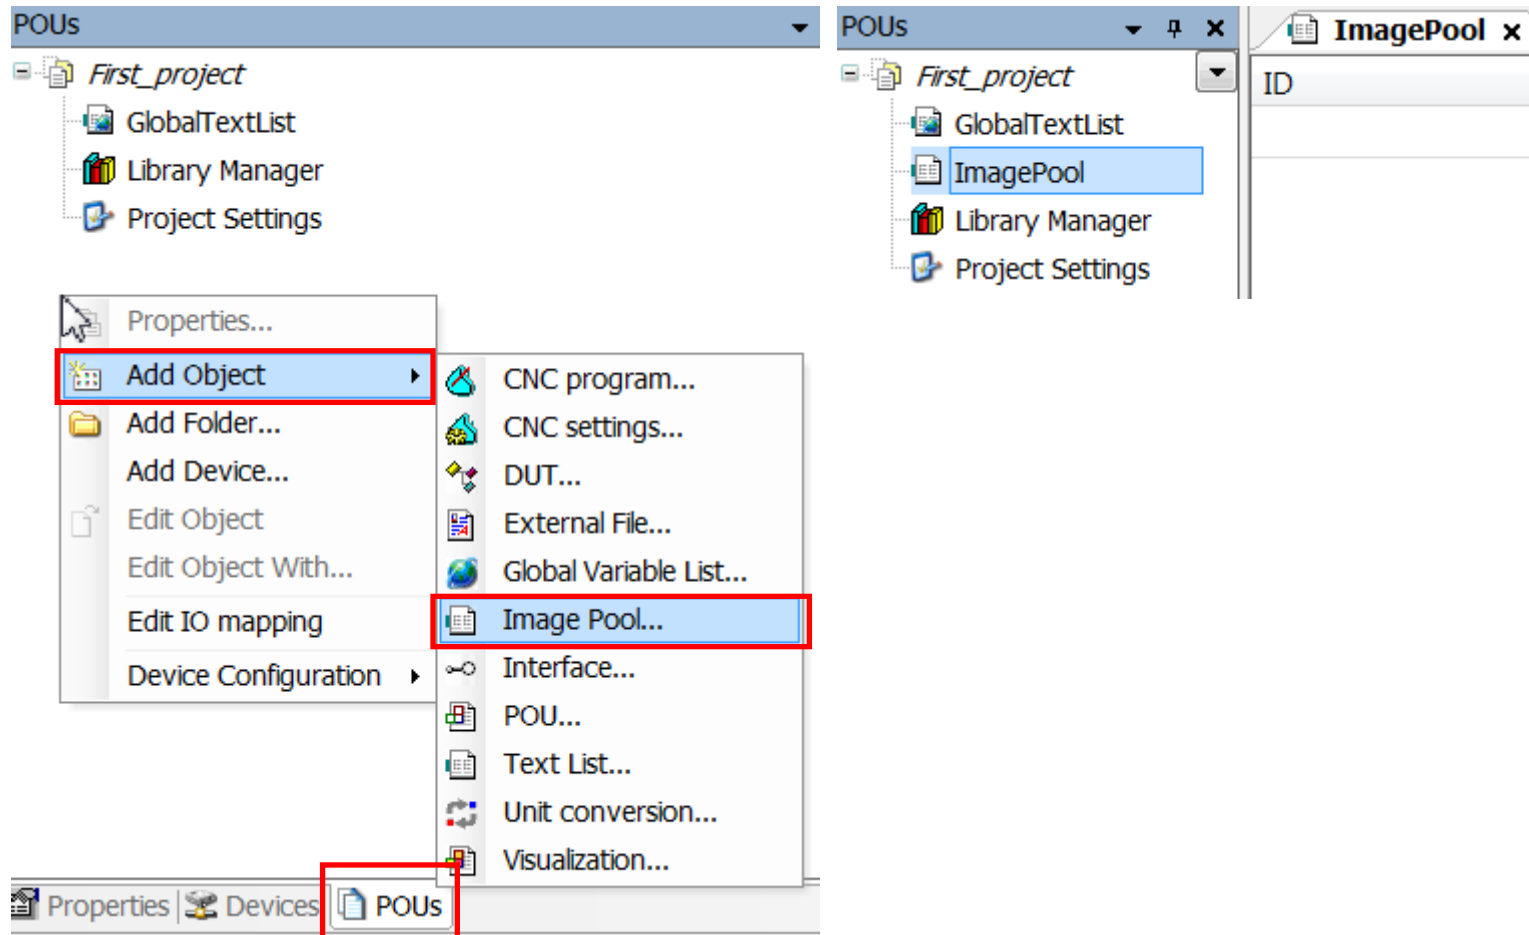 POUs
First_project
GlobalTextList
Library Manager
Project Settings
Properties...
Add Object
Add Folder...
Add Device...
Edit Object
Edit Object With...
Edit IO mapping
Device Configuration
CNC program...
CNC settings...
DUT...
External File...
Global Variable List...
Image Pool...
Interface...
POU...
Text List...
Unit conversion...
Visualization...
Properties
Devices
POUs
POUs
First_project
GlobalTextList
ImagePool
Library Manager
Project Settings
ImagePool
ID